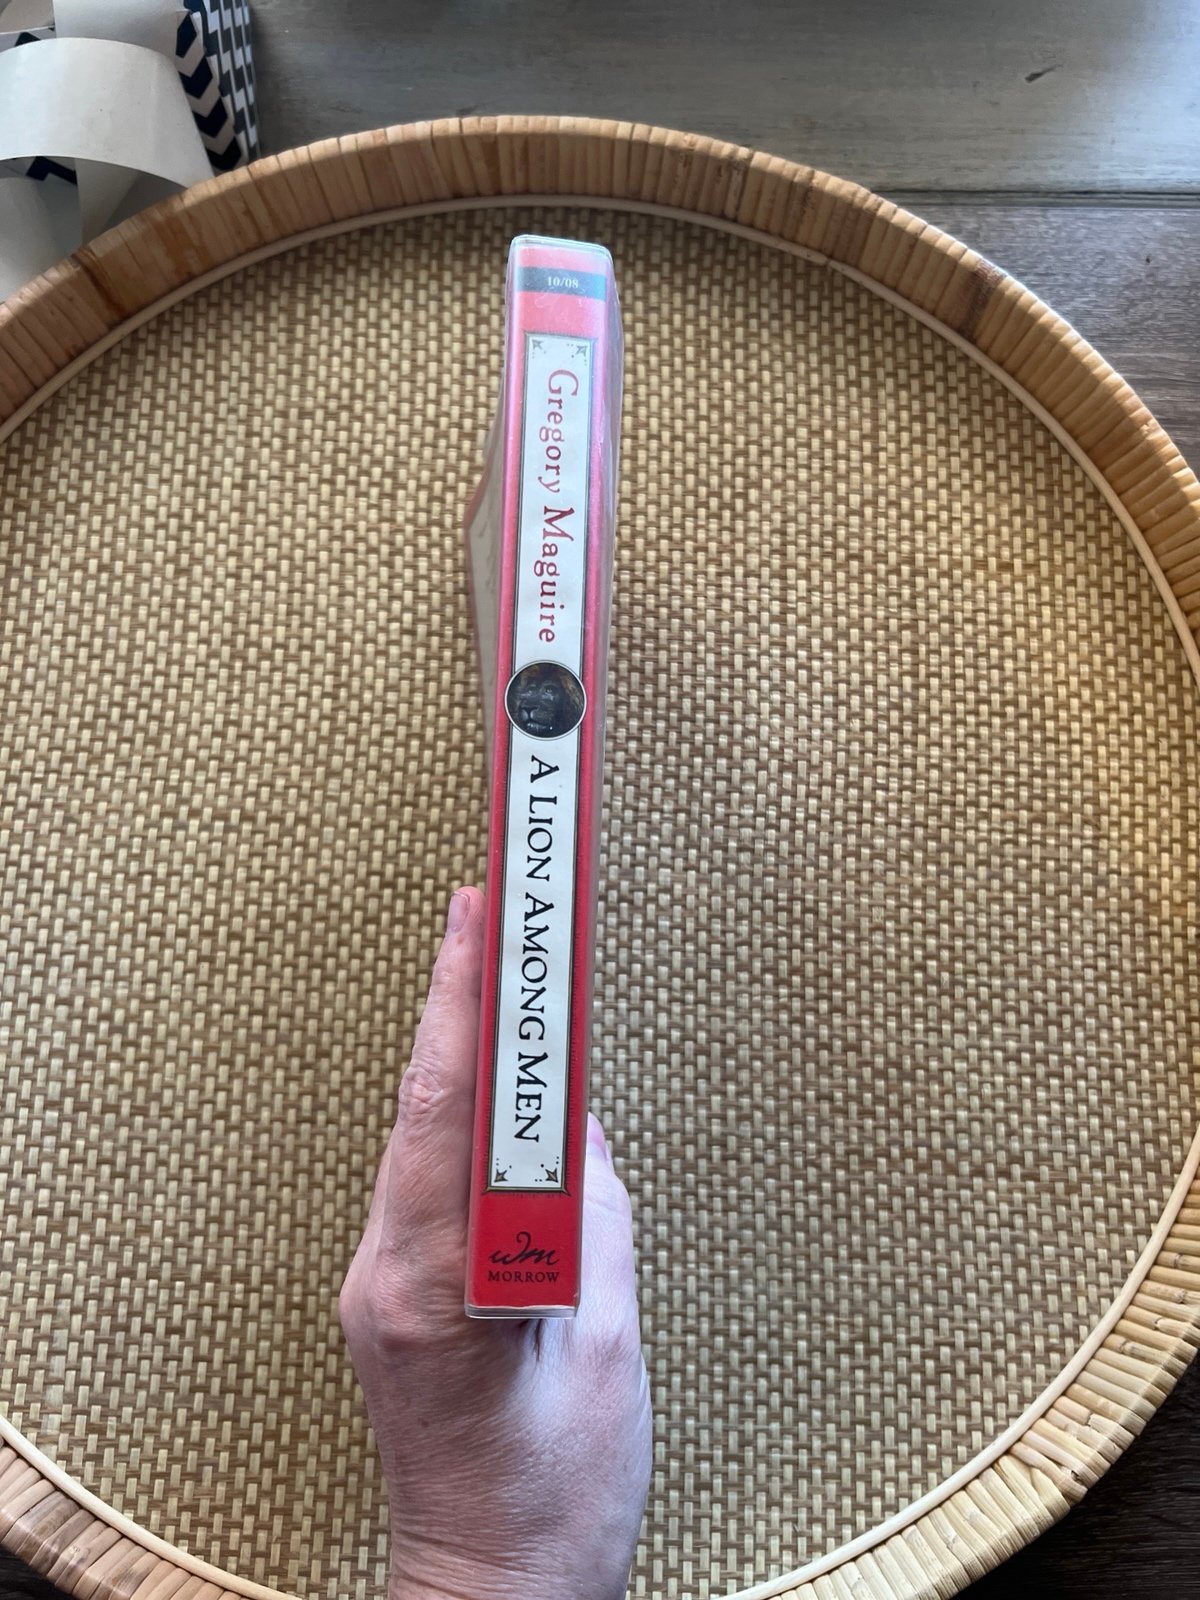 10/08
Gregory Maguire
A LION AMONG MEN
wm
MORROW